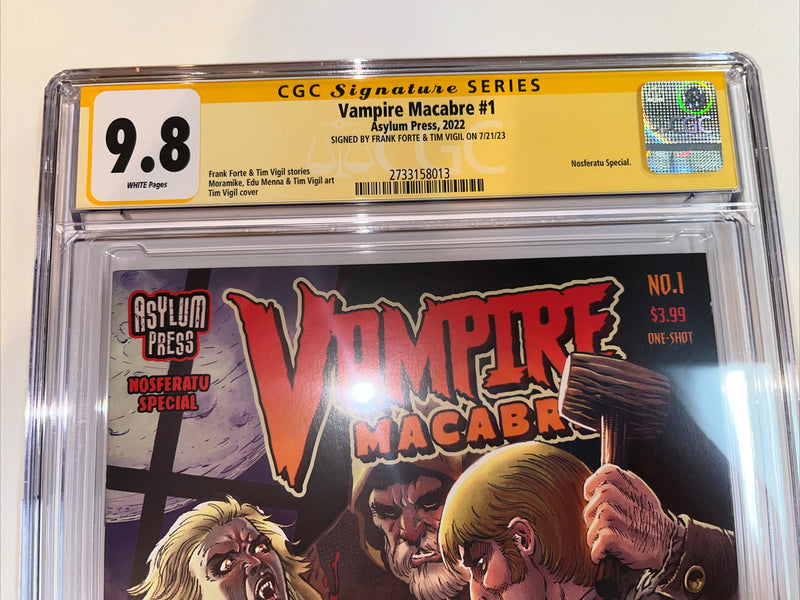 CGC Signature SERIES
Vampire Macabre #1
Asylum Press, 2022
SIGNED BY FRANK FORTE & TIM VIGIL ON 7/21/23
9.8
WHITE Pages
Frank Forte & Tim Vigil stories
Moramike, Edu Menna & Tim Vigil art
Tim Vigil cover
2733158013
Nosferatu Special.
CGC
CGC
ASYLUM
PRESS
NOSFERATU
SPECIAL
VAMPIRE
MACABR
NO.1
$3.99
ONE-SHOT